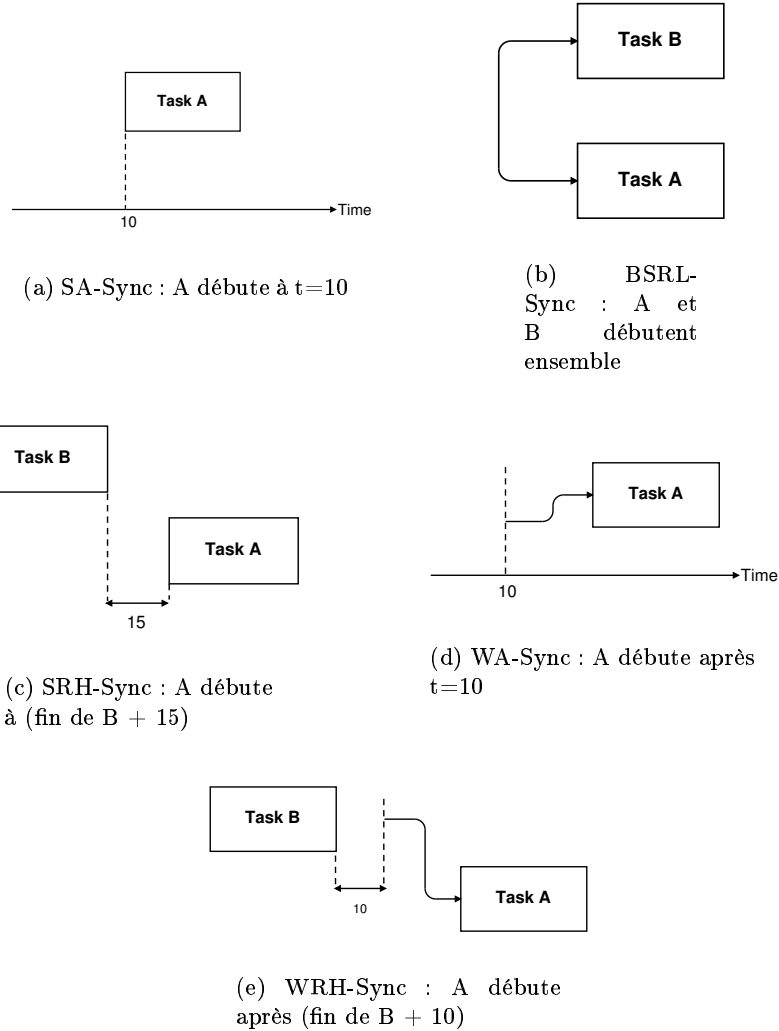 Task A
10
Time
(a) SA-Sync : A débute à t=10
Task B
Task A
(b) BSRL-
Sync : A et
B débutent
ensemble
Task B
Task A
15
(c) SRH-Sync : A débute
à (fin de B + 15)
Task A
10
Time
(d) WA-Sync : A débute après
t=10
Task B
10
Task A
(e) WRH-Sync : A débute
après (fin de B + 10)